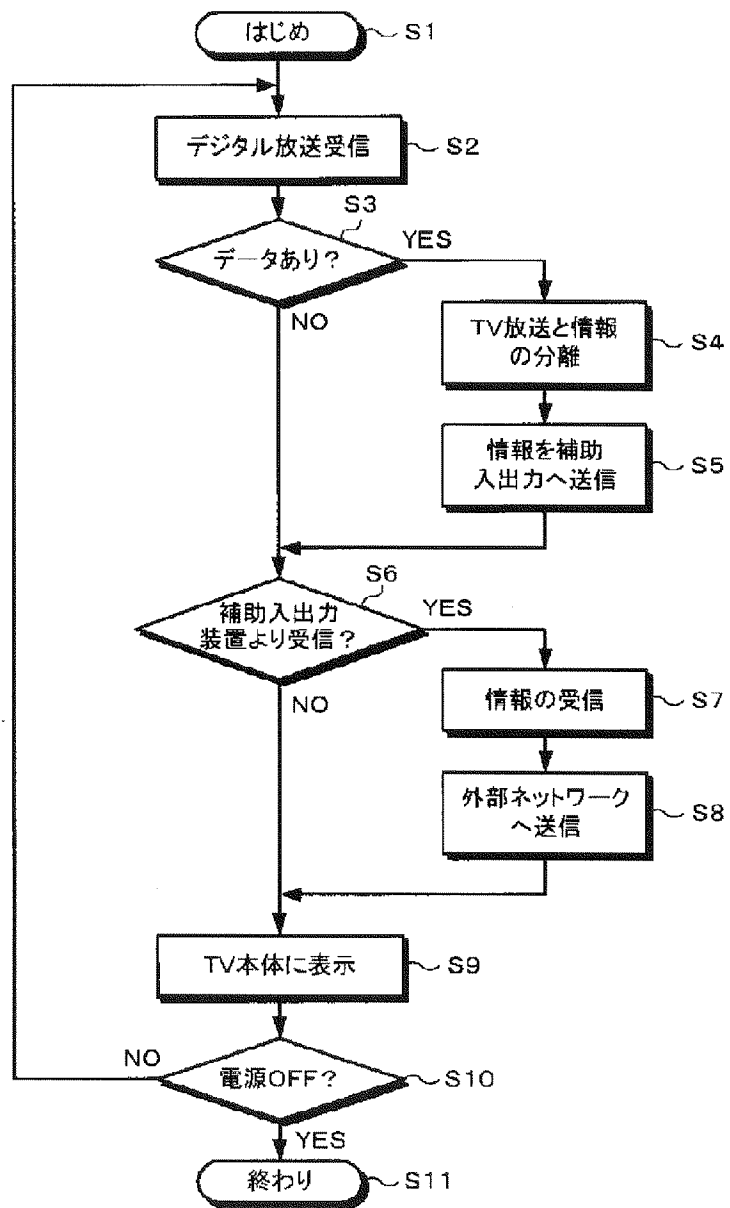 はじめ
S1
デジタル放送受信
S2
S3
データあり?
YES
NO
TV放送と情報
の分離
S4
情報を補助
入出力へ送信
S5
S6
補助入出力
装置より受信?
YES
NO
情報の受信
S7
外部ネットワーク
へ送信
S8
TV本体に表示
S9
NO
電源OFF?
S10
YES
終わり
S11